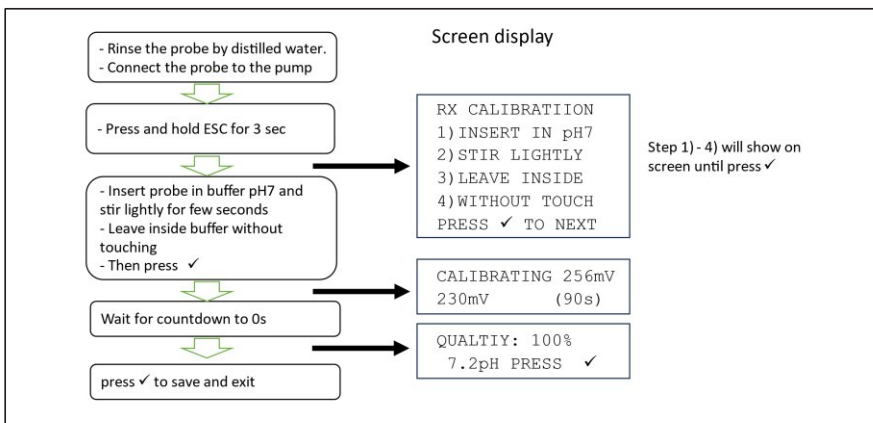 Screen display
- Rinse the probe by distilled water.
- Connect the probe to the pump
- Press and hold ESC for 3 sec
RX CALIBRATIION
1)INSERT IN pH7
2)STIR LIGHTLY
3)LEAVE INSIDE
4)WITHOUT TOUCH
PRESS ✓ TO NEXT
Step 1) - 4) will show on
screen until press ✓
- Insert probe in buffer pH7 and
stir lightly for few seconds
- Leave inside buffer without
touching
- Then press ✓
CALIBRATING 256mV
230mV (90s)
Wait for countdown to 0s
QUALTIY: 100%
7.2pH PRESS ✓
press ✓ to save and exit